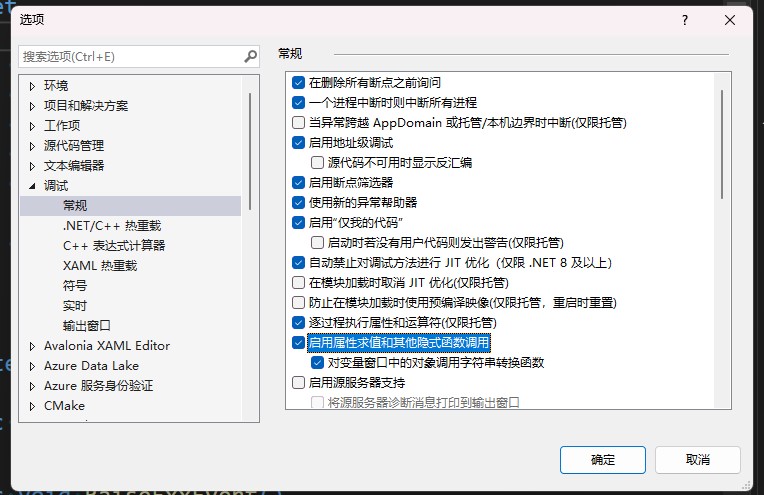 选项
?
搜索选项(Ctrl+E)
环境
项目和解决方案
工作项
源代码管理
文本编辑器
调试
常规
.NET/C++ 热重载
C++ 表达式计算器
XAML 热重载
符号
实时
输出窗口
Avalonia XAML Editor
Azure Data Lake
Azure 服务身份验证
CMake
常规
在删除所有断点之前询问
一个进程中断时则中断所有进程
当异常跨越 AppDomain 或托管/本机边界时中断(仅限托管)
启用地址级调试
源代码不可用时显示反汇编
启用断点筛选器
使用新的异常帮助器
启用“仅我的代码”
启动时若没有用户代码则发出警告(仅限托管)
自动禁止对调试方法进行 JIT 优化（仅限 .NET 8 及以上）
在模块加载时取消 JIT 优化(仅限托管)
防止在模块加载时使用预编译映像(仅限托管，重启时重置)
逐过程执行属性和运算符(仅限托管)
启用属性求值和其他隐式函数调用
对变量窗口中的对象调用字符串转换函数
启用源服务器支持
将源服务器诊断消息打印到输出窗口
确定
取消